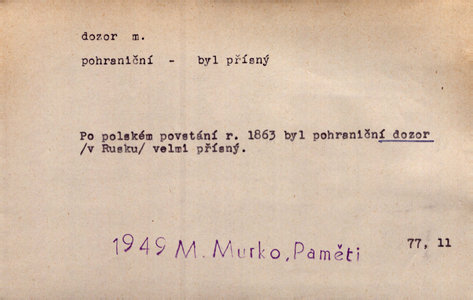 dozor m.
pohraniční - byl přísný
Po polském povstání r. 1863 byl pohraniční dozor
/v Rusku/ velmi přísný.
77, 11
1949 M. Murko, Paměti